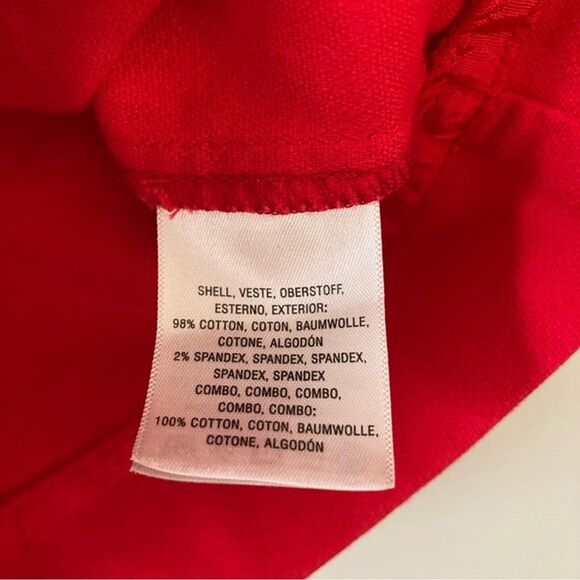 SHELL, VESTE, OBERSTOFF,
ESTERNO, EXTERIOR:
98% COTTON, COTON, BAUMWOLLE,
COTONE, ALGODÓN
2% SPANDEX, SPANDEX, SPANDEX,
SPANDEX, SPANDEX
COMBO, COMBO, COMBO,
COMBO, COMBO:
100% COTTON, COTON, BAUMWOLLE,
COTONE, ALGODÓN